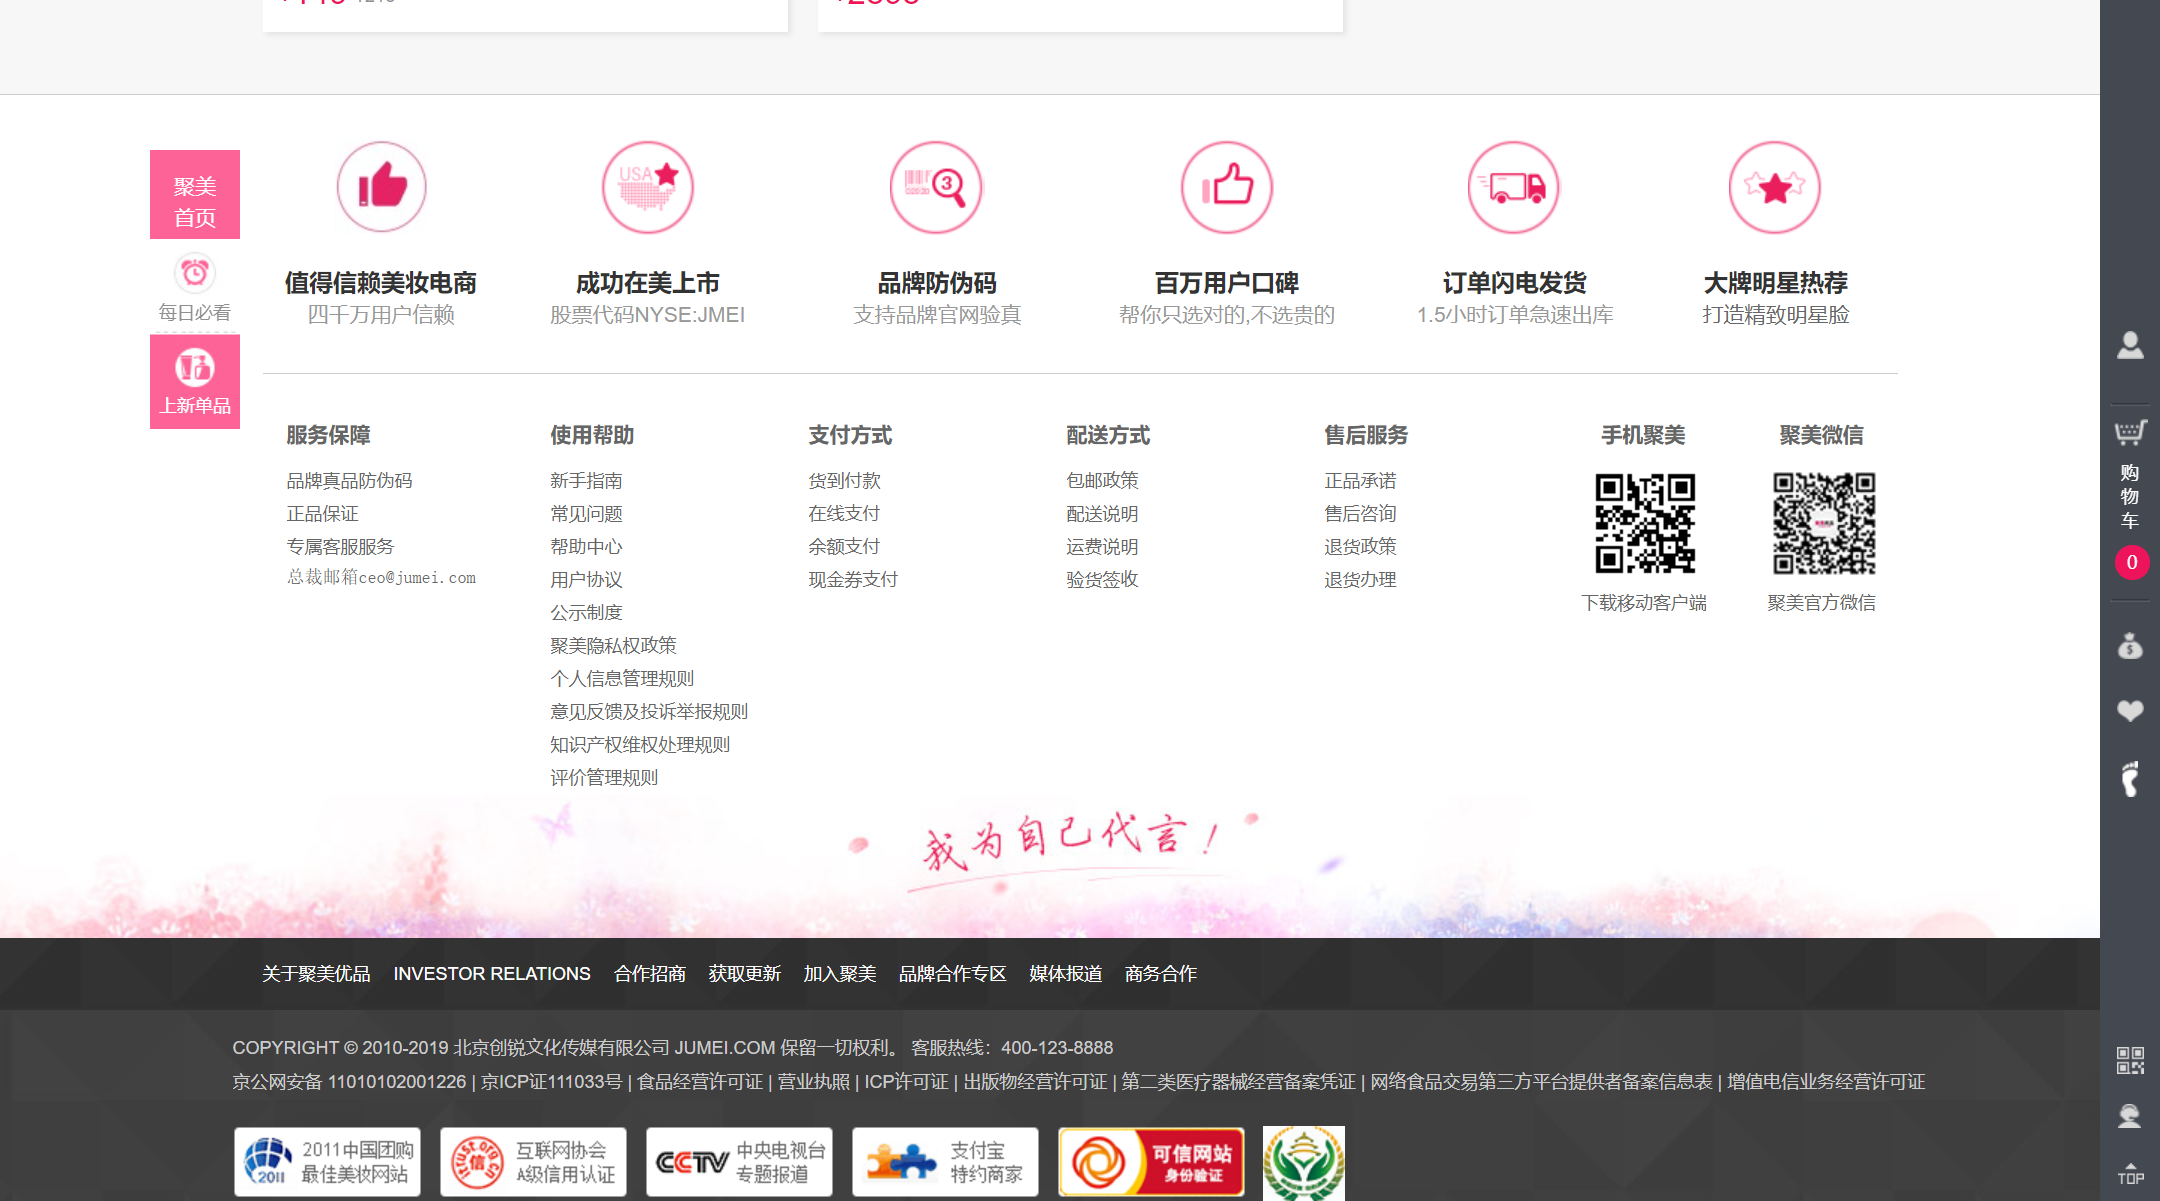 聚美
首页
每日必看
上新单品
USA
值得信赖美妆电商
四千万用户信赖
成功在美上市
股票代码NYSE:JMEI
3
品牌防伪码
支持品牌官网验真
百万用户口碑
帮你只选对的,不选贵的
订单闪电发货
1.5小时订单急速出库
大牌明星热荐
打造精致明星脸
服务保障
品牌真品防伪码
正品保证
专属客服服务
总裁邮箱ceo@jumei.com
使用帮助
新手指南
常见问题
帮助中心
用户协议
公示制度
聚美隐私权政策
个人信息管理规则
意见反馈及投诉举报规则
知识产权维权处理规则
评价管理规则
支付方式
货到付款
在线支付
余额支付
现金券支付
配送方式
包邮政策
配送说明
运费说明
验货签收
售后服务
正品承诺
售后咨询
退货政策
退货办理
手机聚美
下载移动客户端
聚美微信
聚美官方微信
购
物
车
0
我为自己代言！
关于聚美优品 INVESTOR RELATIONS 合作招商 获取更新 加入聚美 品牌合作专区 媒体报道 商务合作
COPYRIGHT © 2010-2019 北京创锐文化传媒有限公司 JUMEI.COM 保留一切权利。 客服热线：400-123-8888
京公网安备 11010102001226 | 京ICP证111033号 | 食品经营许可证 | 营业执照 | ICP许可证 | 出版物经营许可证 | 第二类医疗器械经营备案凭证 | 网络食品交易第三方平台提供者备案信息表 | 增值电信业务经营许可证
2011
2011中国团购
最佳美妆网站
信
互联网协会
A级信用认证
CCTV
中央电视台
专题报道
支付宝
特约商家
可信网站
身份验证
TOP